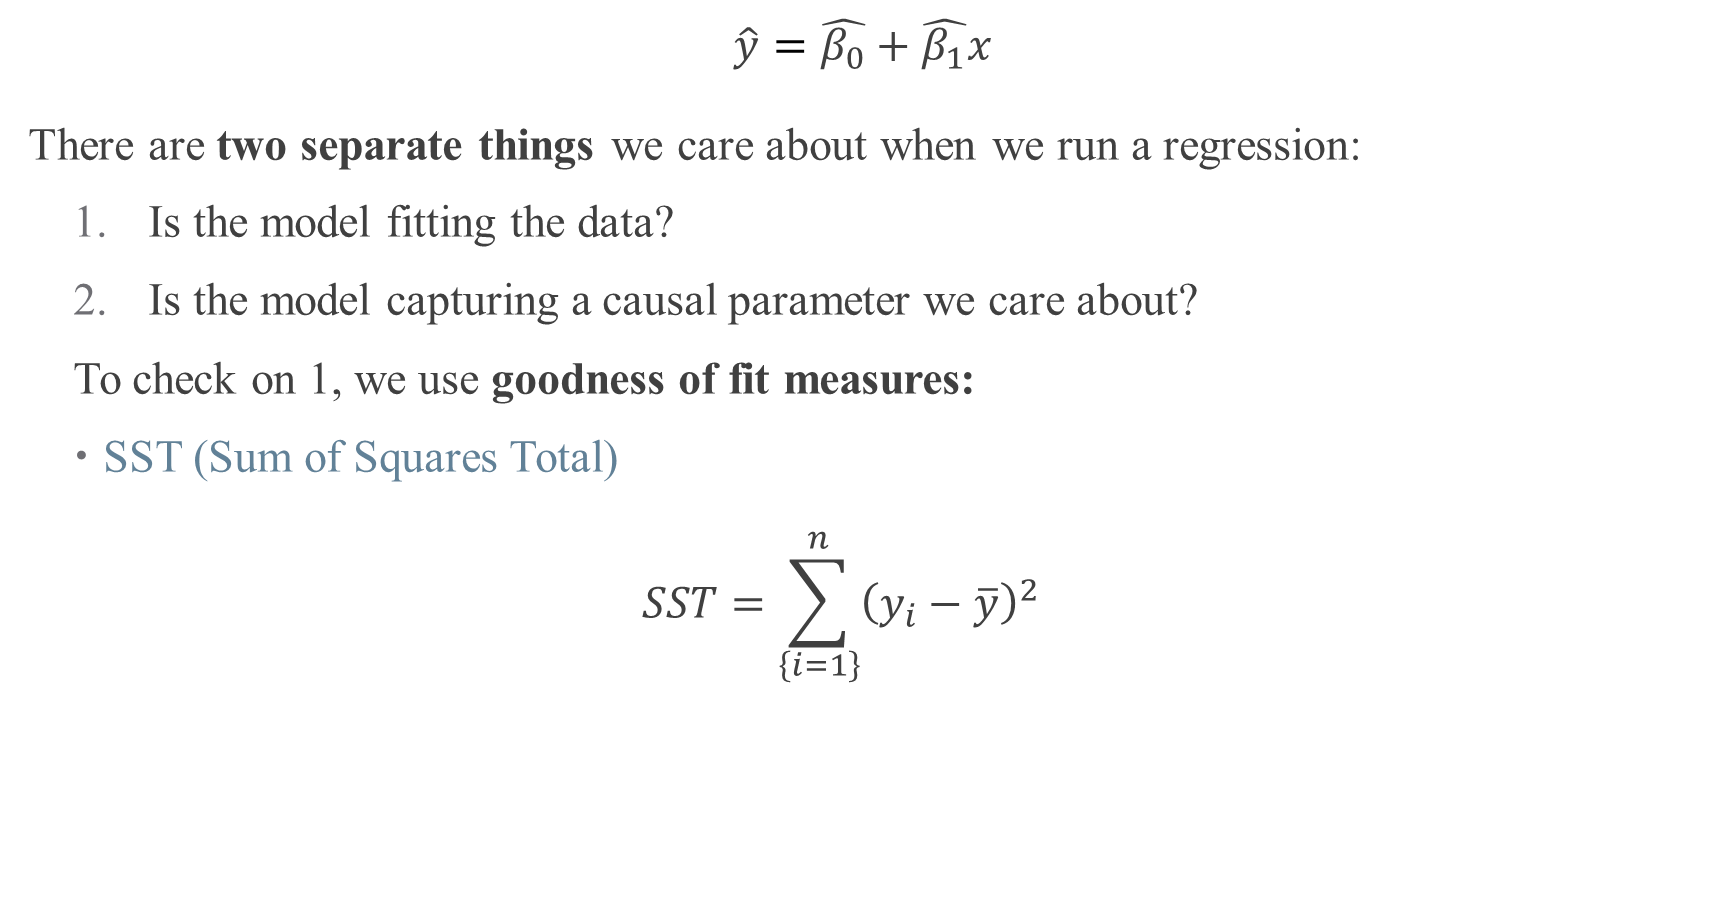 ŷ = β̂₀ + β̂₁x
There are two separate things we care about when we run a regression:
1. Is the model fitting the data?
2. Is the model capturing a causal parameter we care about?
To check on 1, we use goodness of fit measures:
• SST (Sum of Squares Total)
SST = ∑_{{i=1}}^{n} (yᵢ − ȳ)²